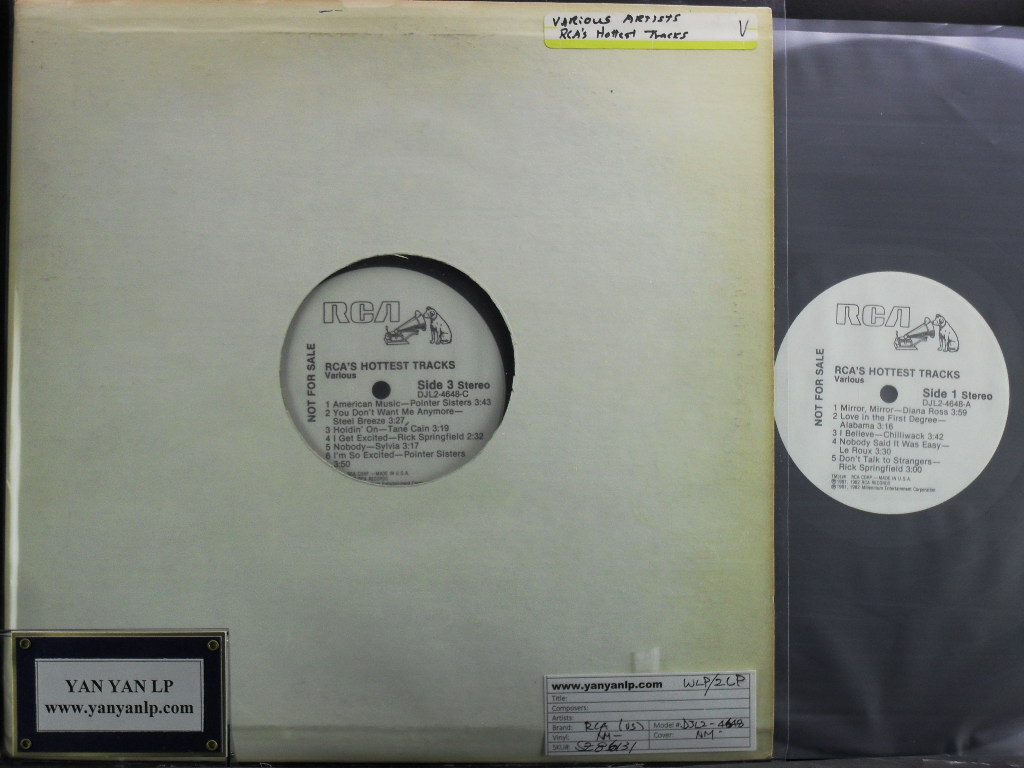 VARIOUS ARTISTS
RCA's Hottest Tracks
V
RCA
NOT FOR SALE
RCA'S HOTTEST TRACKS
Various
Side 3 Stereo
DJL2-4648-C
1 American Music—Pointer Sisters 3:43
2 You Don't Want Me Anymore—
Steel Breeze 3:27
3 Holdin' On—Tane Cain 3:19
4 I Get Excited—Rick Springfield 2:32
5 Nobody—Sylvia 3:17
6 I'm So Excited—Pointer Sisters
3:50
RCA
NOT FOR SALE
RCA'S HOTTEST TRACKS
Various
Side 1 Stereo
DJL2-4648-A
1 Mirror, Mirror—Diana Ross 3:59
2 Love in the First Degree—
Alabama 3:16
3 I Believe—Chilliwack 3:42
4 Nobody Said It Was Easy—
Le Roux 3:30
5 Don't Talk to Strangers—
Rick Springfield 3:00
YAN YAN LP
www.yanyanlp.com
www.yanyanlp.com WLP/2LP
Title:
Composers:
Artists:
Brand: RCA (US) Model #: DJL2-4648
Vinyl: NM- Cover: NM-
SKU#